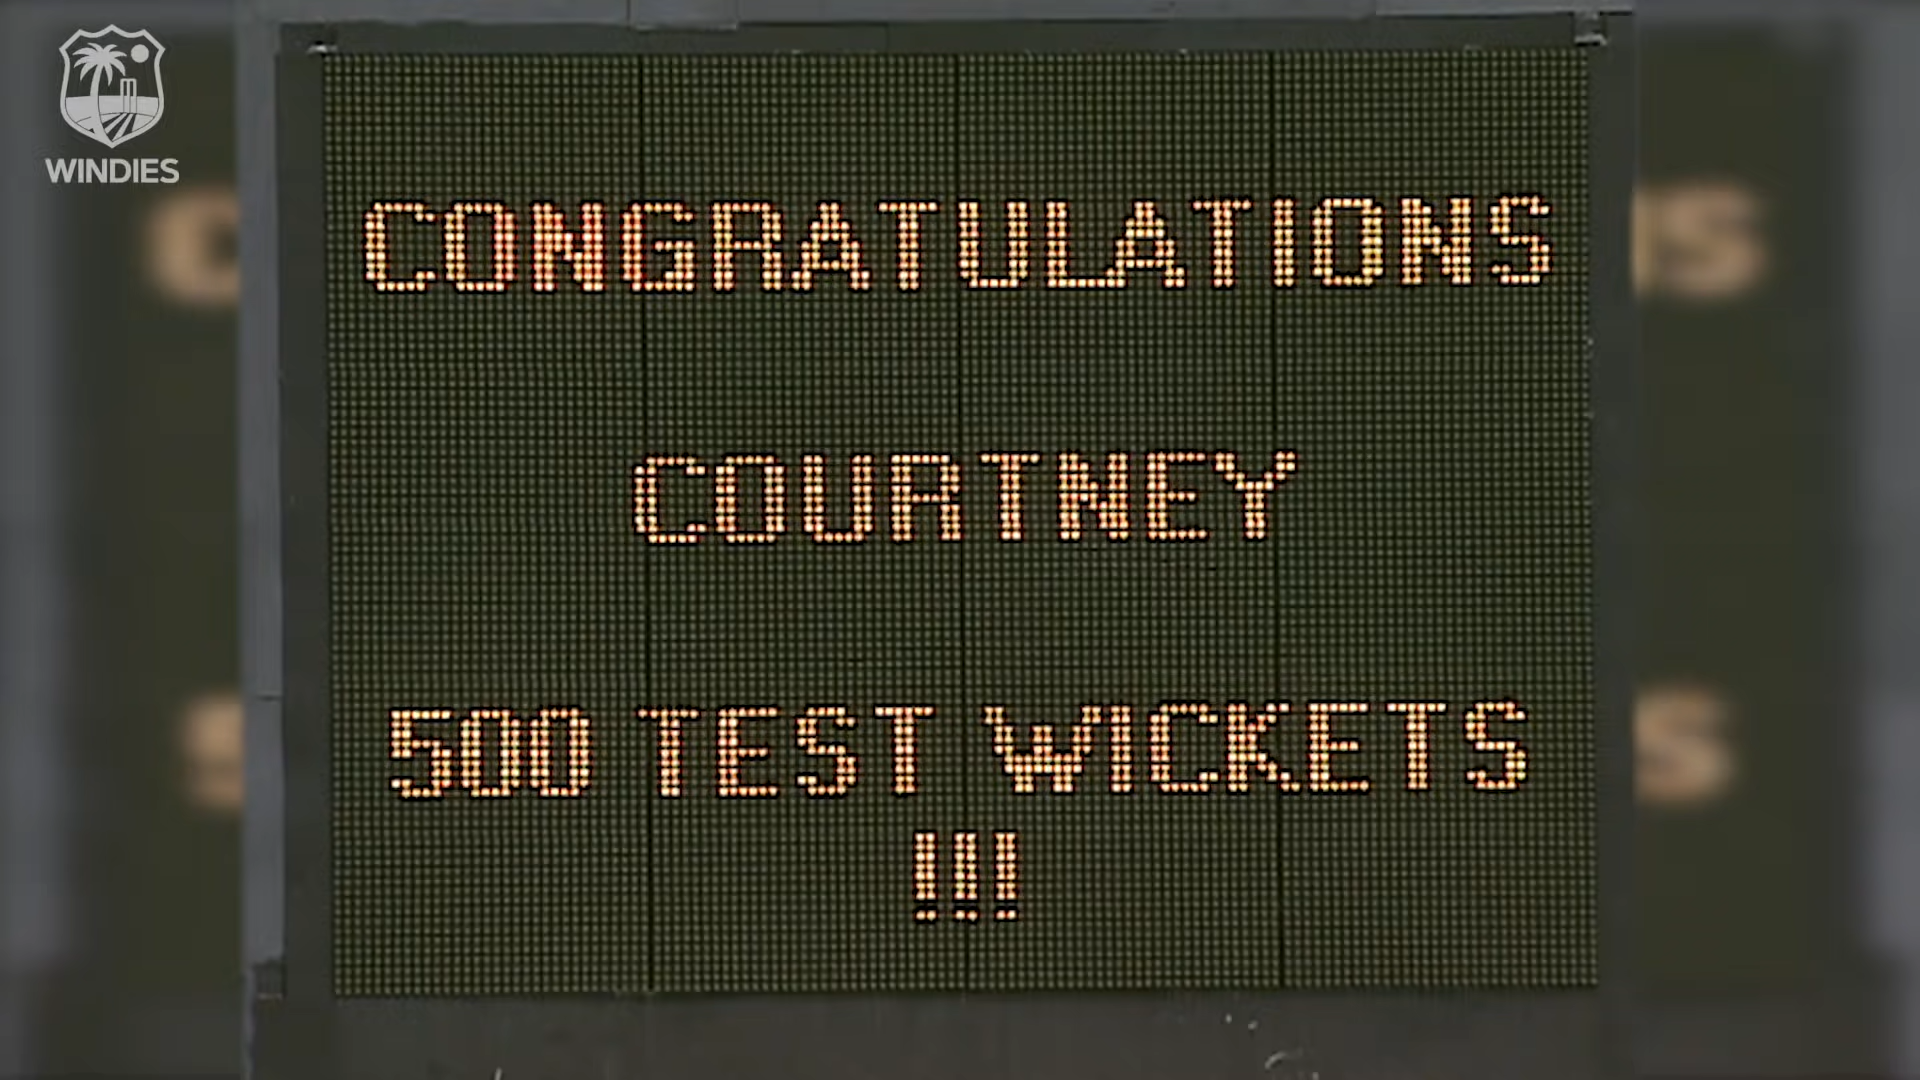 WINDIES
CONGRATULATIONS
COURTNEY
500 TEST WICKETS
!!!